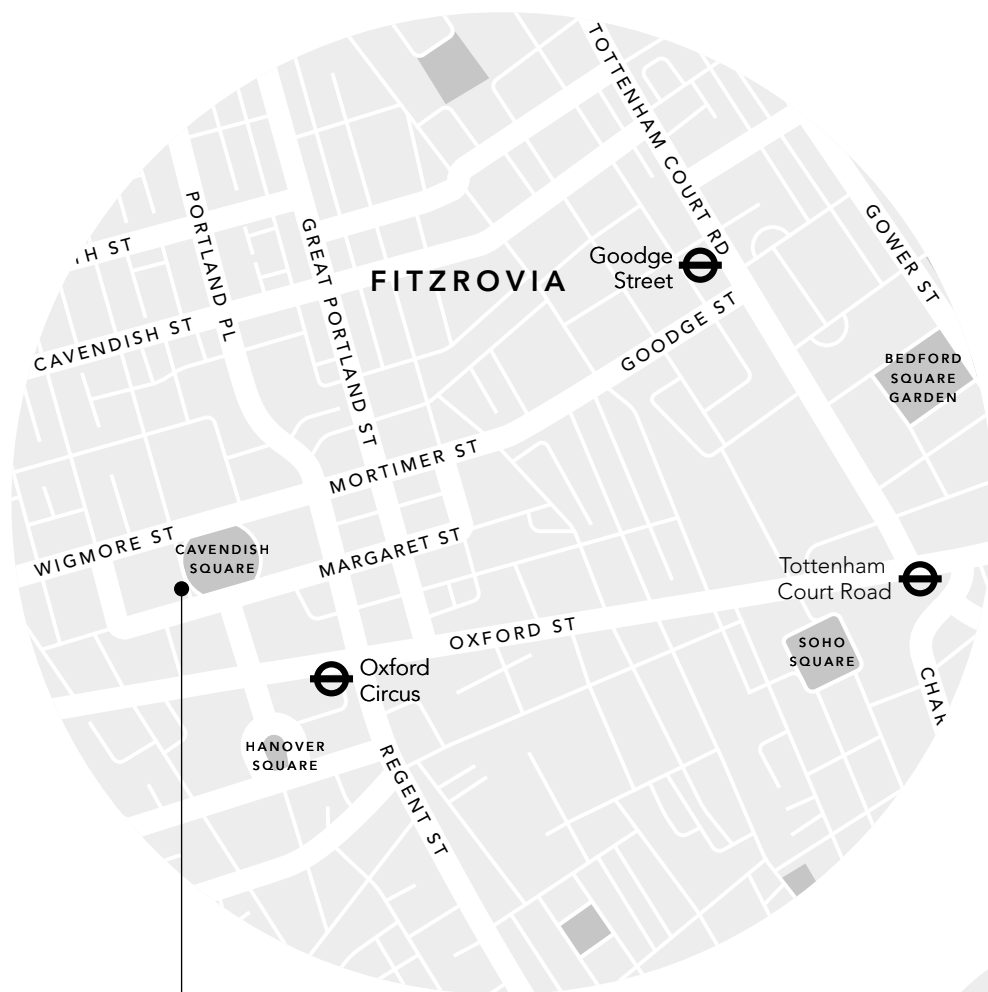 TOTTENHAM COURT RD
PORTLAND PL
GREAT PORTLAND ST
GOWER ST
H ST
Goodge
Street
FITZROVIA
CAVENDISH ST
GOODGE ST
BEDFORD
SQUARE
GARDEN
MORTIMER ST
WIGMORE ST
CAVENDISH
SQUARE
MARGARET ST
Tottenham
Court Road
OXFORD ST
SOHO
SQUARE
Oxford
Circus
CHAR
HANOVER
SQUARE
REGENT ST